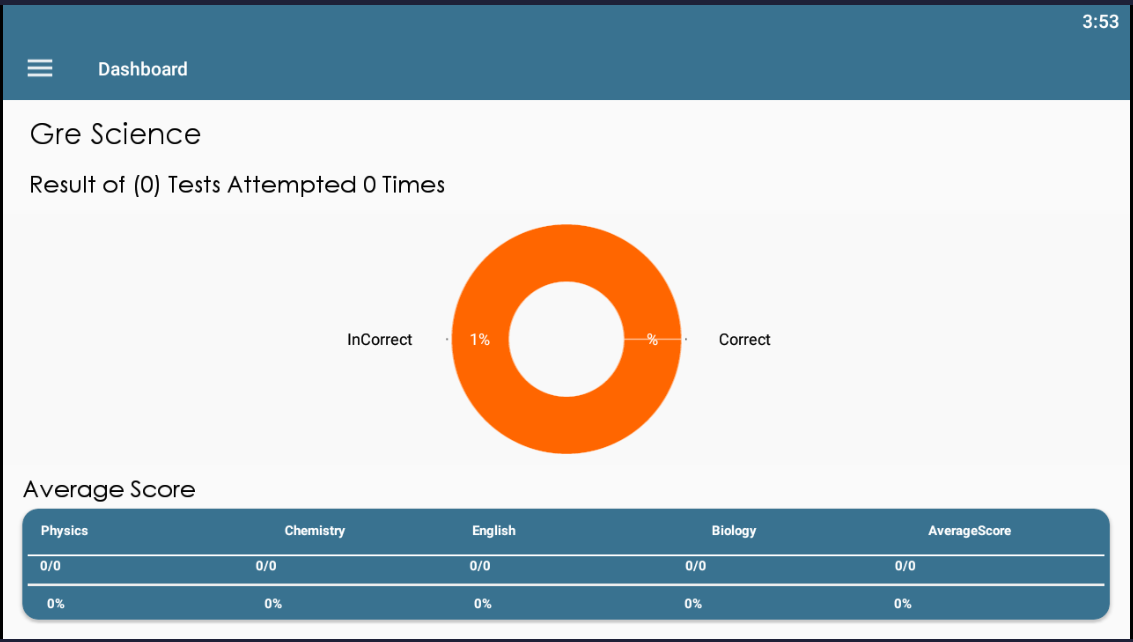 3:53
Dashboard
Gre Science
Result of (0) Tests Attempted 0 Times
InCorrect 1% % Correct
Average Score
Physics Chemistry English Biology AverageScore
0/0 0/0 0/0 0/0 0/0
0% 0% 0% 0% 0%